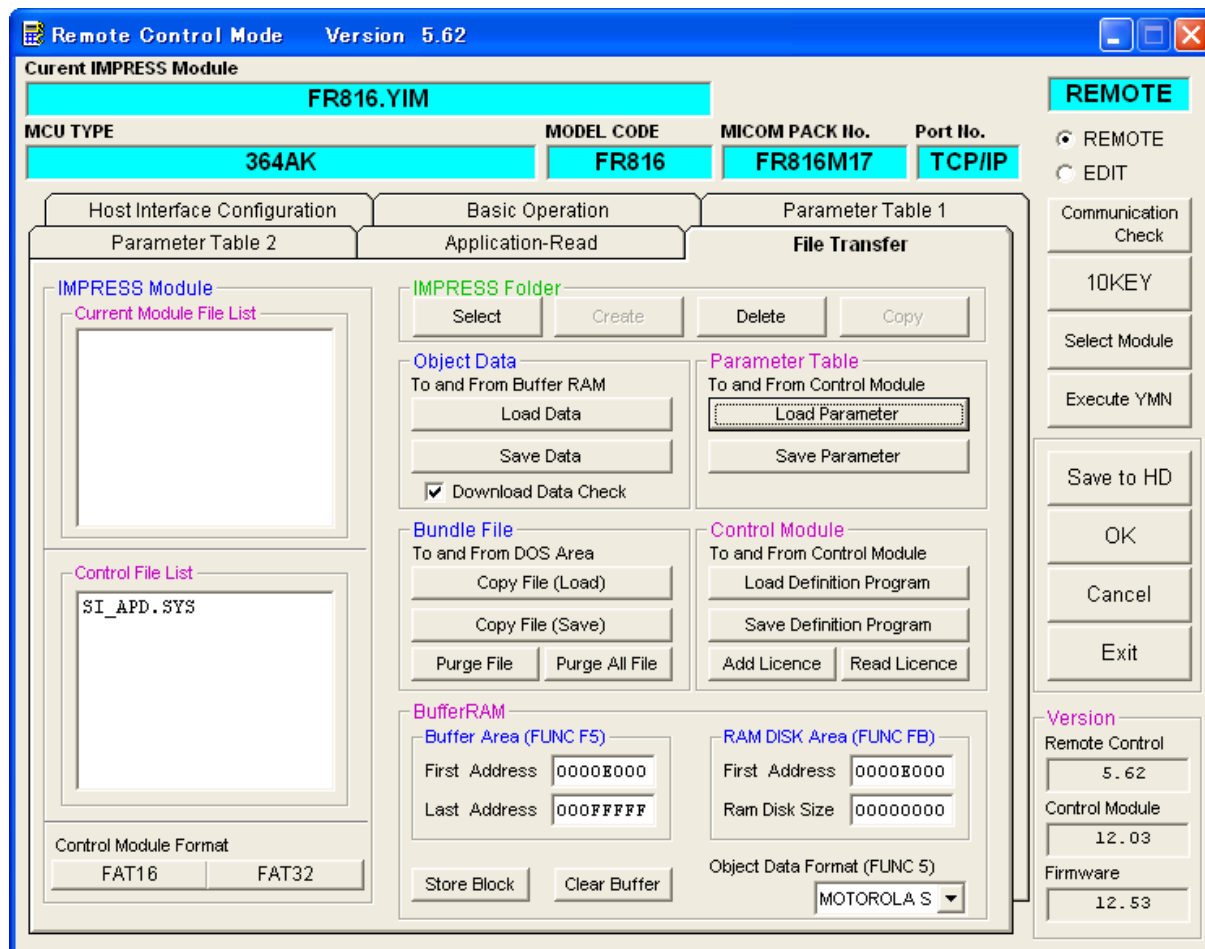 Remote Control Mode Version 5.62
Curent IMPRESS Module
FR816.YIM
REMOTE
MCU TYPE MODEL CODE MICOM PACK No. Port No.
364AK FR816 FR816M17 TCP/IP
REMOTE
EDIT
Host Interface Configuration Basic Operation Parameter Table 1
Parameter Table 2 Application-Read File Transfer
Communication
Check
10KEY
Select Module
Execute YMN
Save to HD
OK
Cancel
Exit
IMPRESS Module
Current Module File List
Control File List
SI_APD.SYS
Control Module Format
FAT16 FAT32
IMPRESS Folder
Select Create Delete Copy
Object Data
To and From Buffer RAM
Load Data
Save Data
Download Data Check
Parameter Table
To and From Control Module
Load Parameter
Save Parameter
Bundle File
To and From DOS Area
Copy File (Load)
Copy File (Save)
Purge File Purge All File
Control Module
To and From Control Module
Load Definition Program
Save Definition Program
Add Licence Read Licence
BufferRAM
Buffer Area (FUNC F5)
First Address 0000E000
Last Address 000FFFFF
RAM DISK Area (FUNC FB)
First Address 0000E000
Ram Disk Size 00000000
Store Block Clear Buffer
Object Data Format (FUNC 5)
MOTOROLA S
Version
Remote Control
5.62
Control Module
12.03
Firmware
12.53